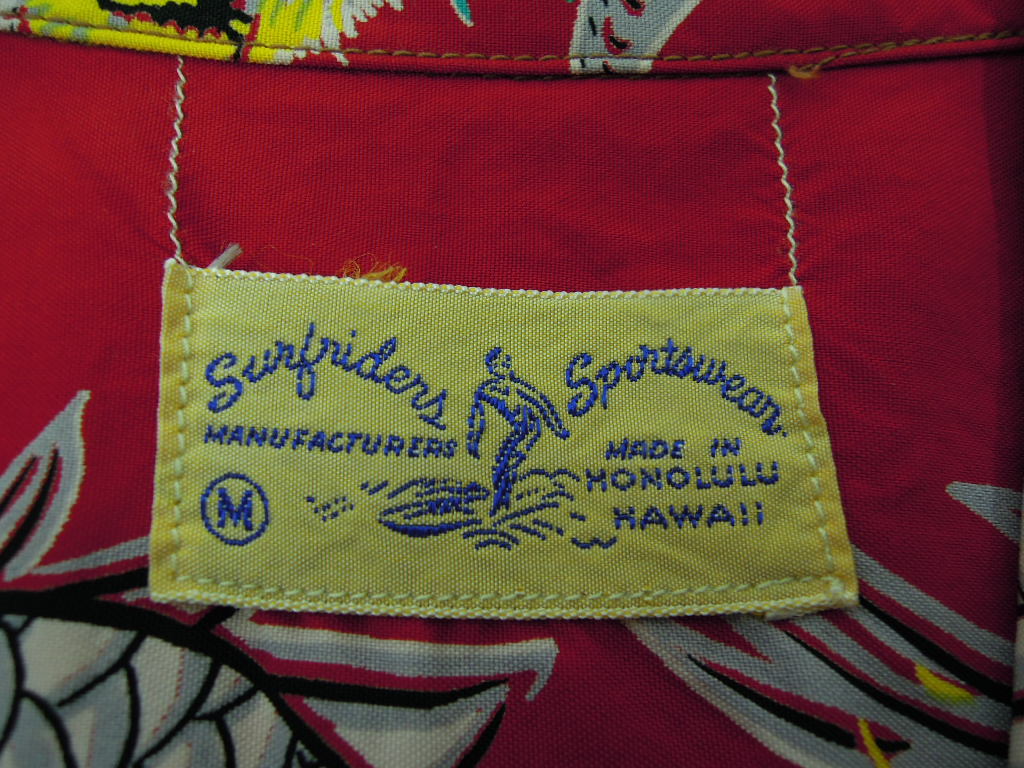 Surfriders Sportswear
MANUFACTURERS MADE IN
HONOLULU
M HAWAII